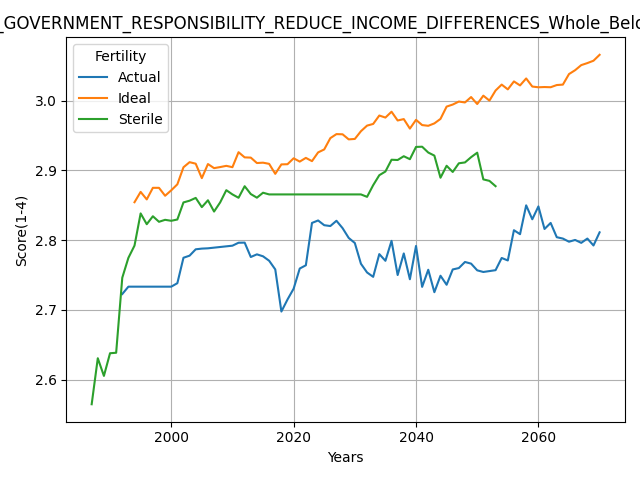 _GOVERNMENT_RESPONSIBILITY_REDUCE_INCOME_DIFFERENCES_Whole_Belo
Fertility
Actual
Ideal
Sterile
Score(1-4)
3.0
2.9
2.8
2.7
2.6
2000 2020 2040 2060
Years